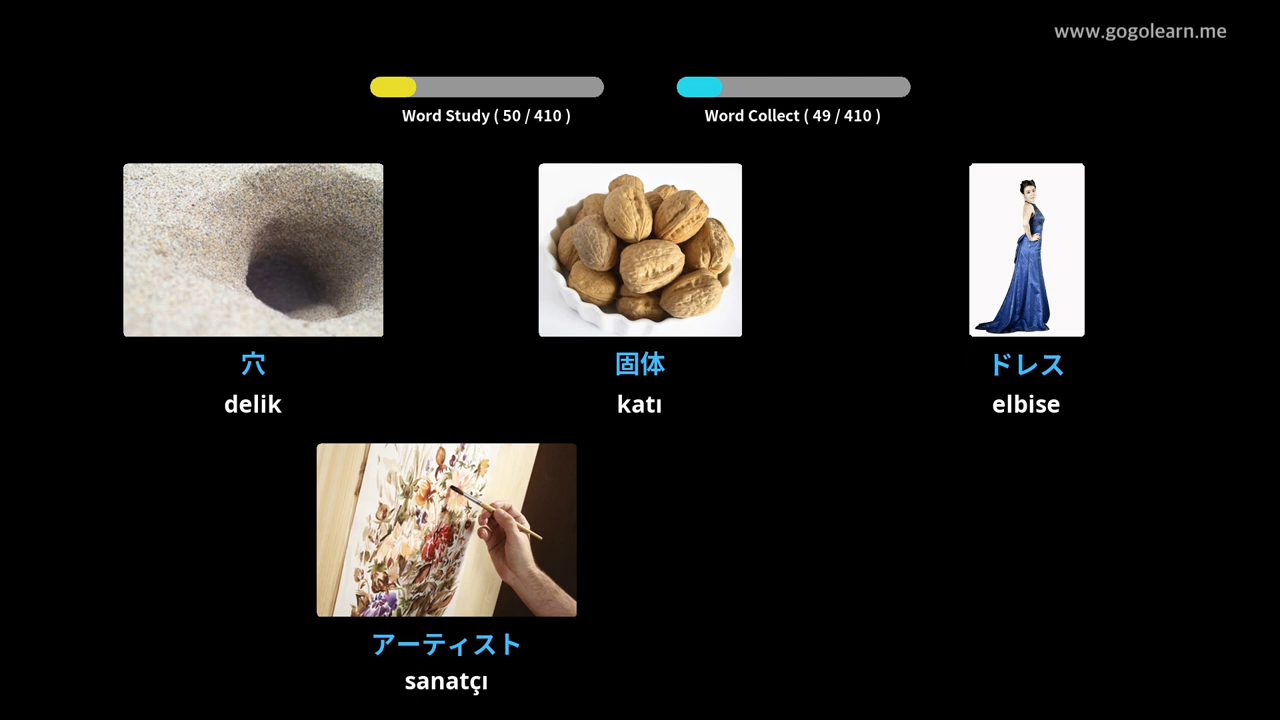 www.gogolearn.me
Word Study ( 50 / 410 )
Word Collect ( 49 / 410 )
穴
delik
固体
katı
ドレス
elbise
アーティスト
sanatçı